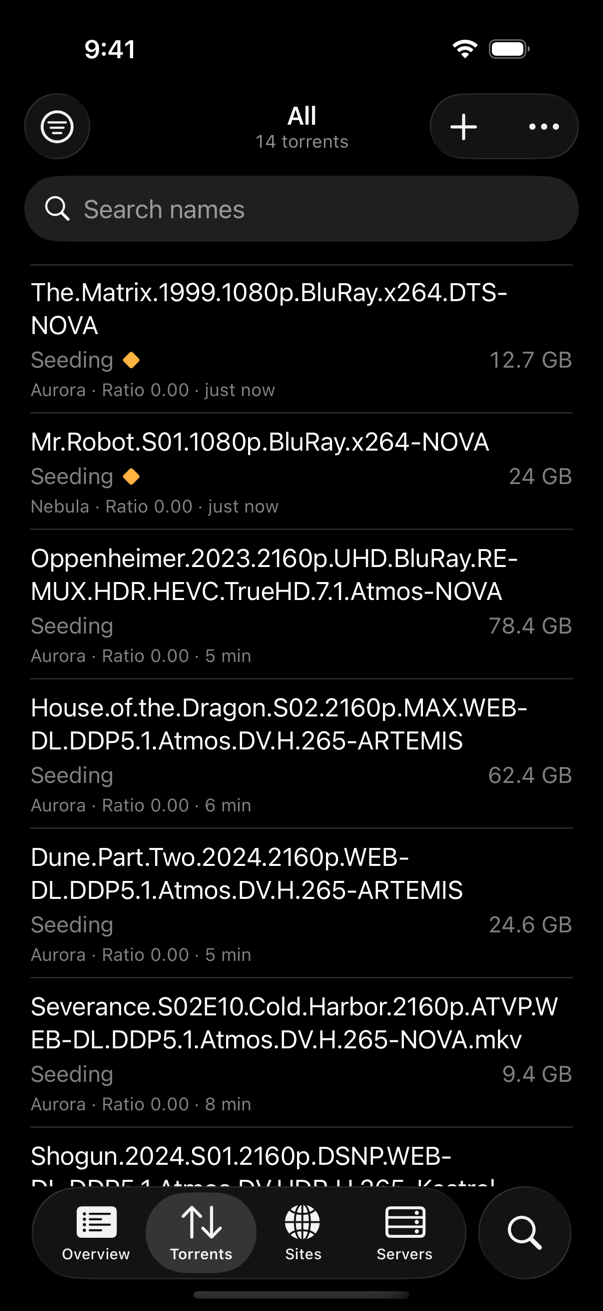 9:41
All
14 torrents
Search names
The.Matrix.1999.1080p.BluRay.x264.DTS-
NOVA
Seeding 12.7 GB
Aurora · Ratio 0.00 · just now
Mr.Robot.S01.1080p.BluRay.x264-NOVA
Seeding 24 GB
Nebula · Ratio 0.00 · just now
Oppenheimer.2023.2160p.UHD.BluRay.RE-
MUX.HDR.HEVC.TrueHD.7.1.Atmos-NOVA
Seeding 78.4 GB
Aurora · Ratio 0.00 · 5 min
House.of.the.Dragon.S02.2160p.MAX.WEB-
DL.DDP5.1.Atmos.DV.H.265-ARTEMIS
Seeding 62.4 GB
Aurora · Ratio 0.00 · 6 min
Dune.Part.Two.2024.2160p.WEB-
DL.DDP5.1.Atmos.DV.H.265-ARTEMIS
Seeding 24.6 GB
Aurora · Ratio 0.00 · 5 min
Severance.S02E10.Cold.Harbor.2160p.ATVP.W
EB-DL.DDP5.1.Atmos.DV.H.265-NOVA.mkv
Seeding 9.4 GB
Aurora · Ratio 0.00 · 8 min
Shogun.2024.S01.2160p.DSNP.WEB-
Overview Torrents Sites Servers